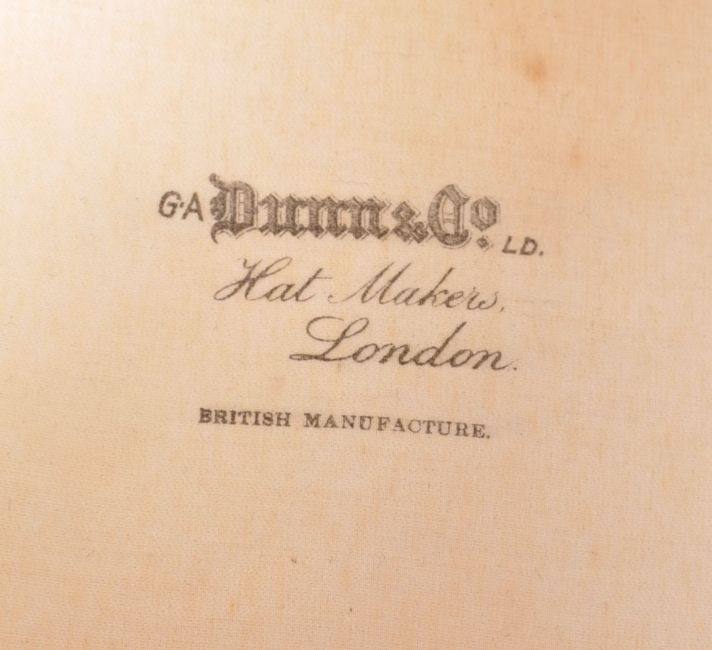 G·A Dunn & Co. LD.
Hat Makers.
London.
BRITISH MANUFACTURE.